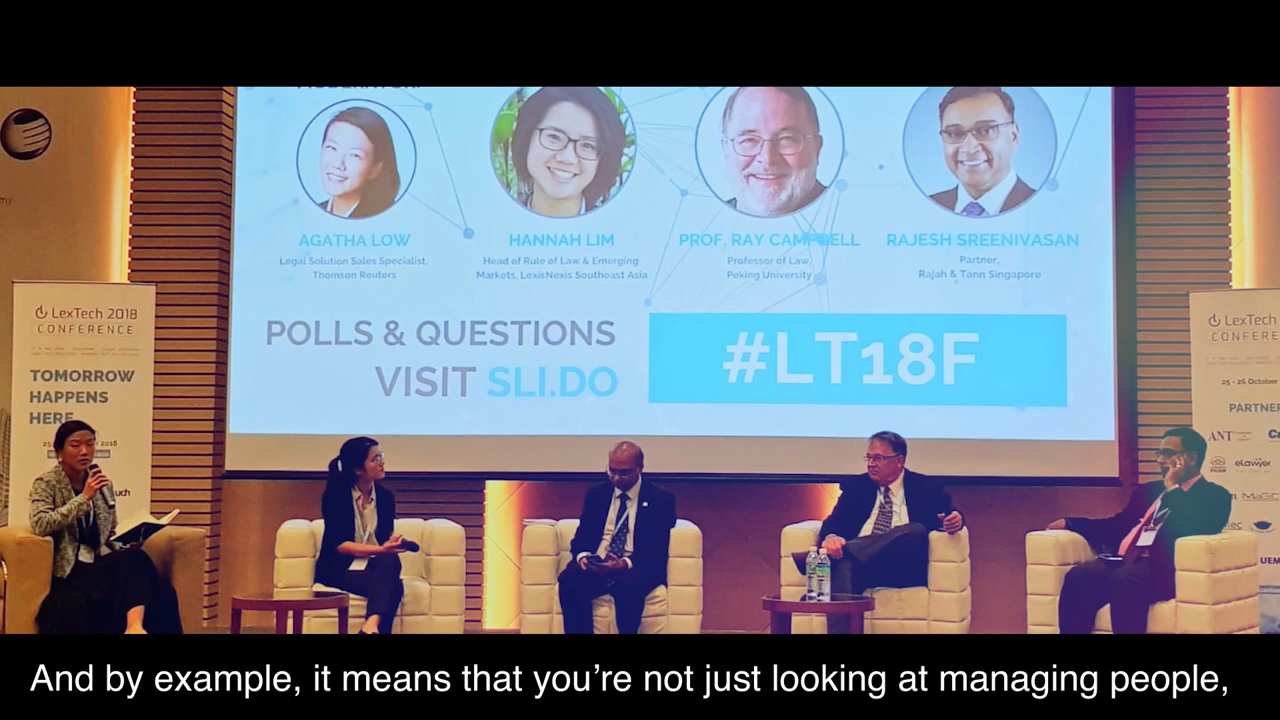 AGATHA LOW
Legal Solution Sales Specialist,
Thomson Reuters
HANNAH LIM
Head of Rule of Law & Emerging
Markets, LexisNexis Southeast Asia
PROF. RAY CAMPBELL
Professor of Law,
Peking University
RAJESH SREENIVASAN
Partner,
Rajah & Tann Singapore
POLLS & QUESTIONS
VISIT SLI.DO
#LT18F
LexTech 2018
CONFERENCE
TOMORROW
HAPPENS
HERE
LexTech
CONFERE
25 - 26 October
PARTNER
ANT
eLawyer
MaGC
UEM
And by example, it means that you’re not just looking at managing people,